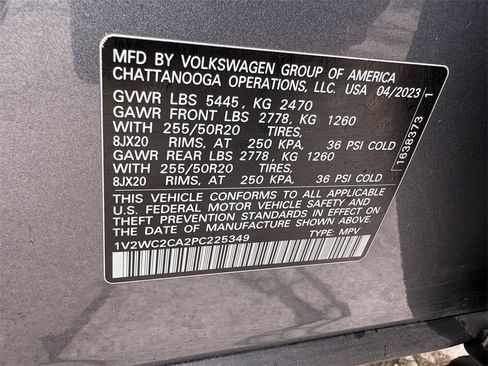 MFD BY VOLKSWAGEN GROUP OF AMERICA
CHATTANOOGA OPERATIONS, LLC. USA 04/2023
GVWR LBS 5445, KG 2470
GAWR FRONT LBS 2778, KG 1260
WITH 255/50R20 TIRES,
8JX20 RIMS, AT 250 KPA, 36 PSI COLD
GAWR REAR LBS 2778, KG 1260
WITH 255/50R20 TIRES,
8JX20 RIMS, AT 250 KPA, 36 PSI COLD
THIS VEHICLE CONFORMS TO ALL APPLICABLE
U.S. FEDERAL MOTOR VEHICLE SAFETY AND
THEFT PREVENTION STANDARDS IN EFFECT ON
THE DATE OF MANUFACTURE SHOWN ABOVE.
1V2WC2CA2PC225349 TYPE: MPV
1638373 1